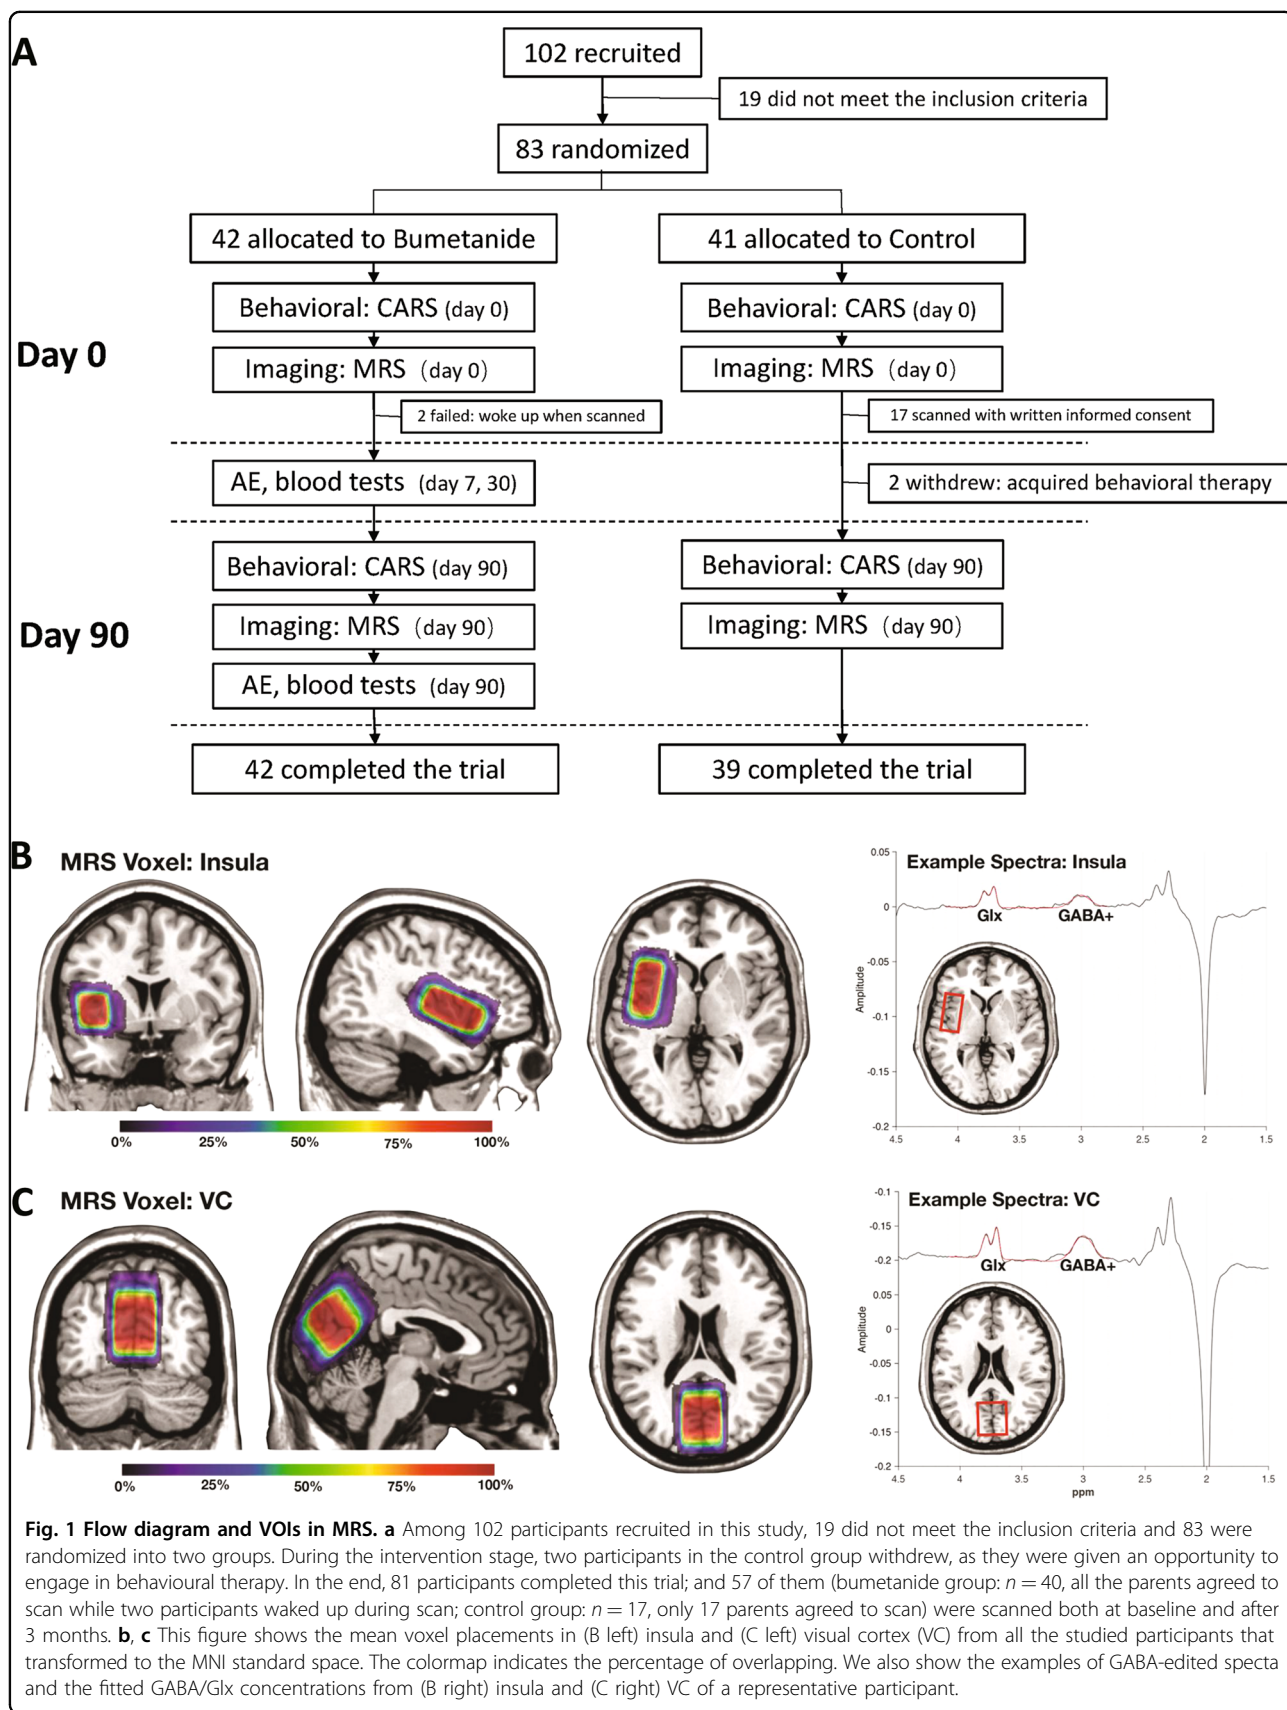 A
102 recruited
19 did not meet the inclusion criteria
83 randomized
42 allocated to Bumetanide
41 allocated to Control
Behavioral: CARS (day 0)
Behavioral: CARS (day 0)
Day 0
Imaging: MRS (day 0)
Imaging: MRS (day 0)
2 failed: woke up when scanned
17 scanned with written informed consent
AE, blood tests (day 7, 30)
2 withdrew: acquired behavioral therapy
Behavioral: CARS (day 90)
Behavioral: CARS (day 90)
Day 90
Imaging: MRS (day 90)
Imaging: MRS (day 90)
AE, blood tests (day 90)
42 completed the trial
39 completed the trial
B
MRS Voxel: Insula
0% 25% 50% 75% 100%
Example Spectra: Insula
0.05
0
-0.05
-0.1
-0.15
-0.2
Amplitude
Glx
GABA+
4.5 4 3.5 3 2.5 2 1.5
C
MRS Voxel: VC
0% 25% 50% 75% 100%
Example Spectra: VC
-0.1
-0.15
-0.2
0.05
0
-0.05
-0.1
-0.15
-0.2
Amplitude
Glx
GABA+
4.5 4 3.5 3 2.5 2 1.5
ppm
Fig. 1 Flow diagram and VOIs in MRS. a Among 102 participants recruited in this study, 19 did not meet the inclusion criteria and 83 were
randomized into two groups. During the intervention stage, two participants in the control group withdrew, as they were given an opportunity to
engage in behavioural therapy. In the end, 81 participants completed this trial; and 57 of them (bumetanide group: n = 40, all the parents agreed to
scan while two participants waked up during scan; control group: n = 17, only 17 parents agreed to scan) were scanned both at baseline and after
3 months. b, c This figure shows the mean voxel placements in (B left) insula and (C left) visual cortex (VC) from all the studied participants that
transformed to the MNI standard space. The colormap indicates the percentage of overlapping. We also show the examples of GABA-edited specta
and the fitted GABA/Glx concentrations from (B right) insula and (C right) VC of a representative participant.